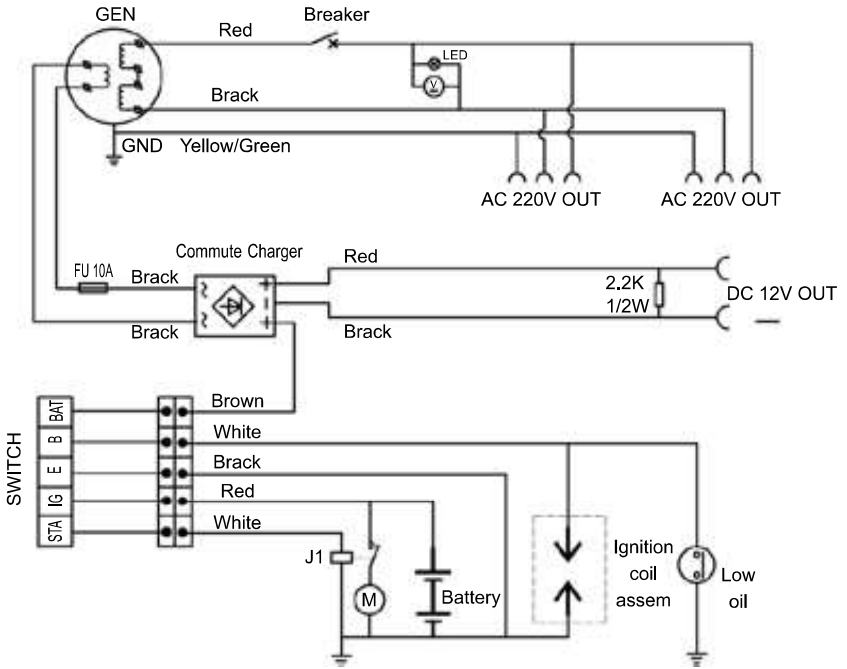 GEN
Breaker
Red
LED
V
Brack
GND Yellow/Green
AC 220V OUT
AC 220V OUT
Commute Charger
Red
FU 10A
Brack
2.2K
1/2W
DC 12V OUT
Brack
Brack
SWITCH
BAT
Brown
B
White
E
Brack
IG
Red
STA
White
J1
M
Battery
Ignition
coil
assem
Low
oil